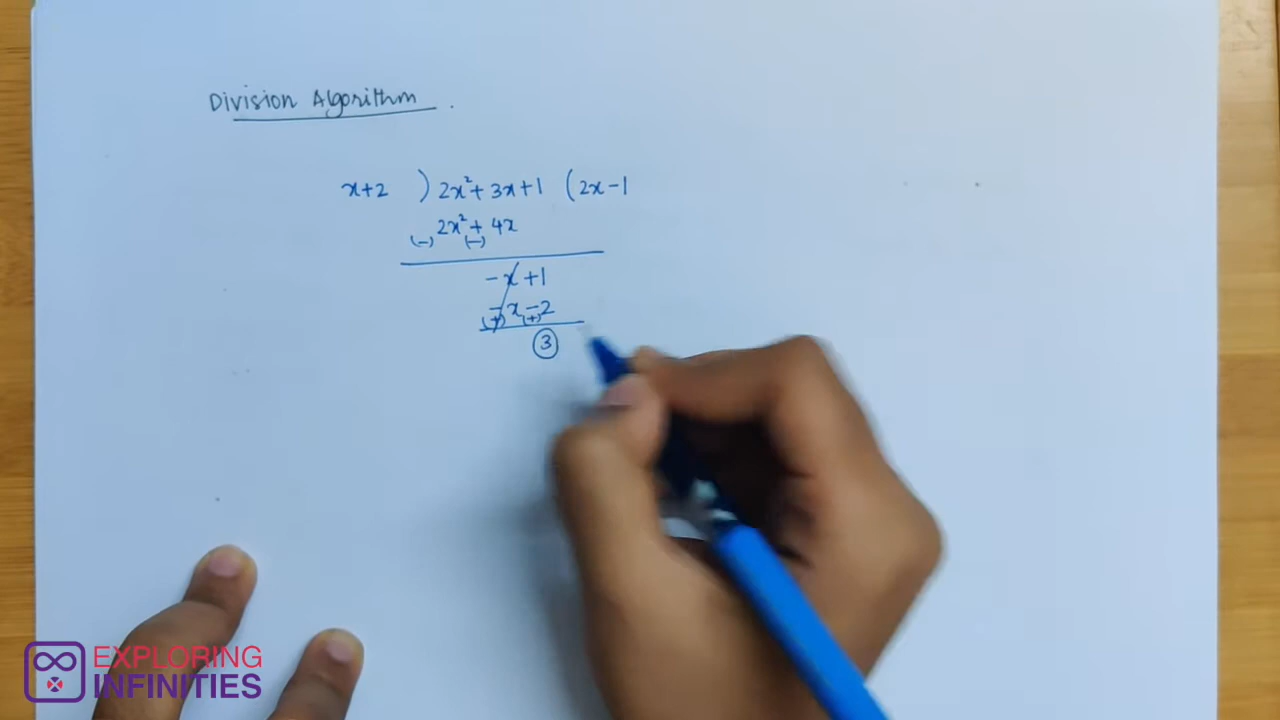 Division Algorithm .
x+2 ) 2x²+ 3x+1 (2x-1
2x²+ 4x
(-) (-)
-x+1
-x-2
(+) (+)
3
EXPLORING
INFINITIES